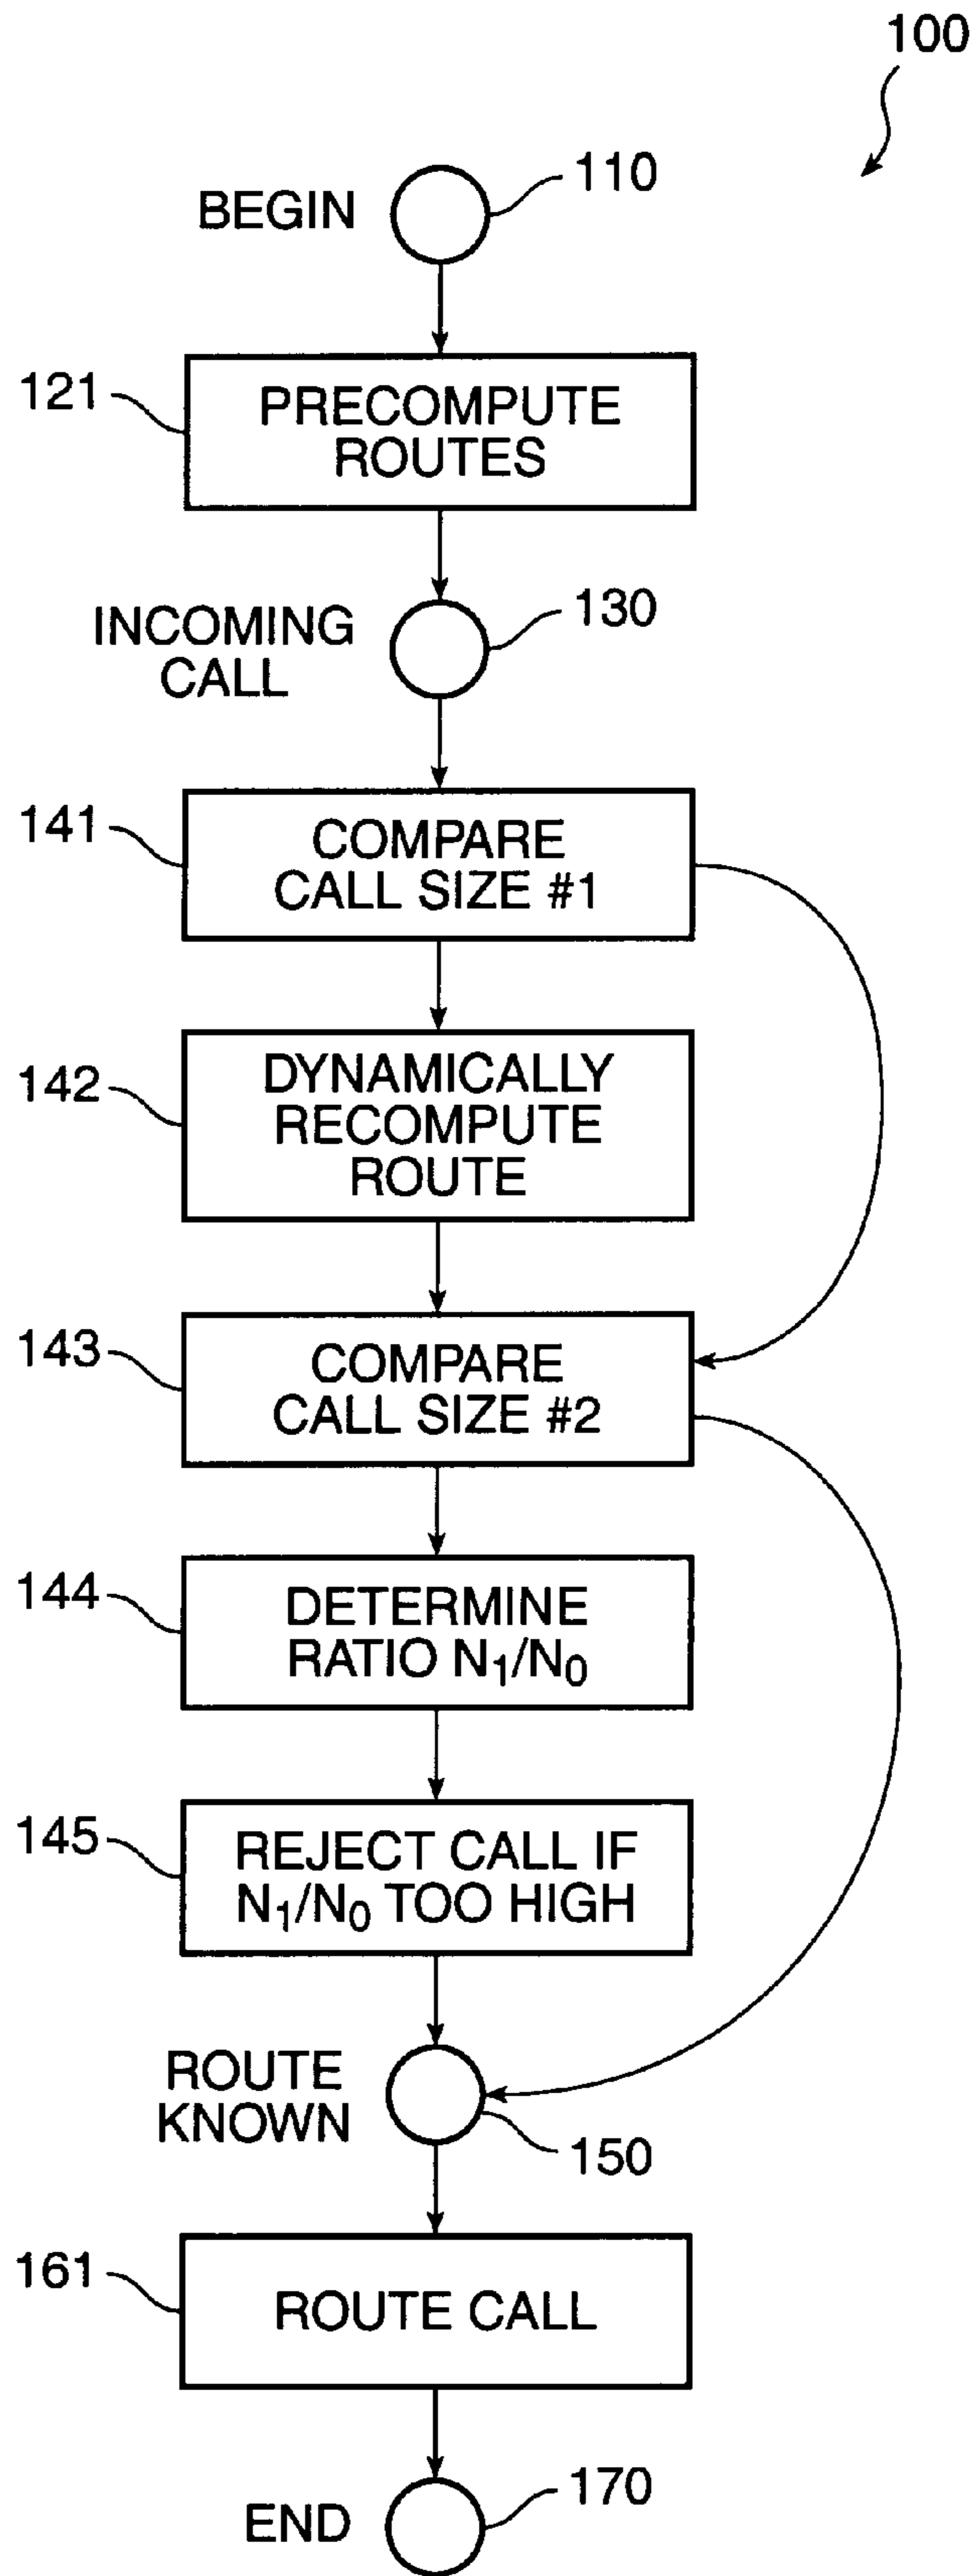 100
BEGIN
110
121
PRECOMPUTE
ROUTES
INCOMING
CALL
130
141
COMPARE
CALL SIZE #1
142
DYNAMICALLY
RECOMPUTE
ROUTE
143
COMPARE
CALL SIZE #2
144
DETERMINE
RATIO N₁/N₀
145
REJECT CALL IF
N₁/N₀ TOO HIGH
ROUTE
KNOWN
150
161
ROUTE CALL
END
170